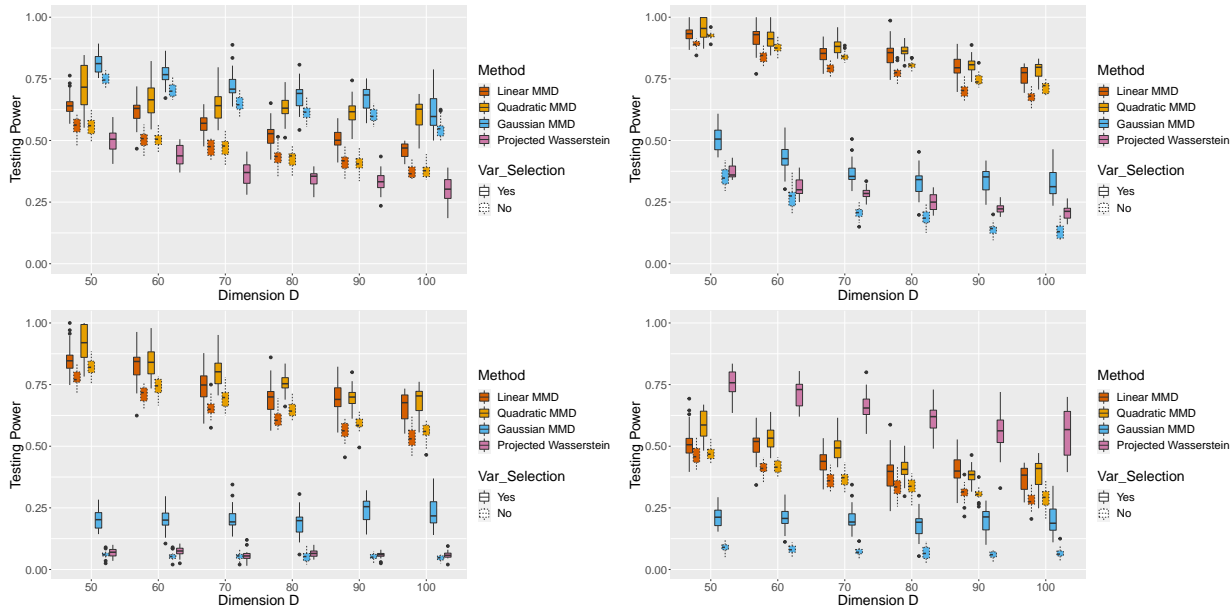 1.00
0.75
0.50
0.25
0.00
Testing Power
50 60 70 80 90 100
Dimension D
Method
Linear MMD
Quadratic MMD
Gaussian MMD
Projected Wasserstein
Var_Selection
Yes
No
1.00
0.75
0.50
0.25
0.00
Testing Power
50 60 70 80 90 100
Dimension D
Method
Linear MMD
Quadratic MMD
Gaussian MMD
Projected Wasserstein
Var_Selection
Yes
No
1.00
0.75
0.50
0.25
0.00
Testing Power
50 60 70 80 90 100
Dimension D
Method
Linear MMD
Quadratic MMD
Gaussian MMD
Projected Wasserstein
Var_Selection
Yes
No
1.00
0.75
0.50
0.25
0.00
Testing Power
50 60 70 80 90 100
Dimension D
Method
Linear MMD
Quadratic MMD
Gaussian MMD
Projected Wasserstein
Var_Selection
Yes
No